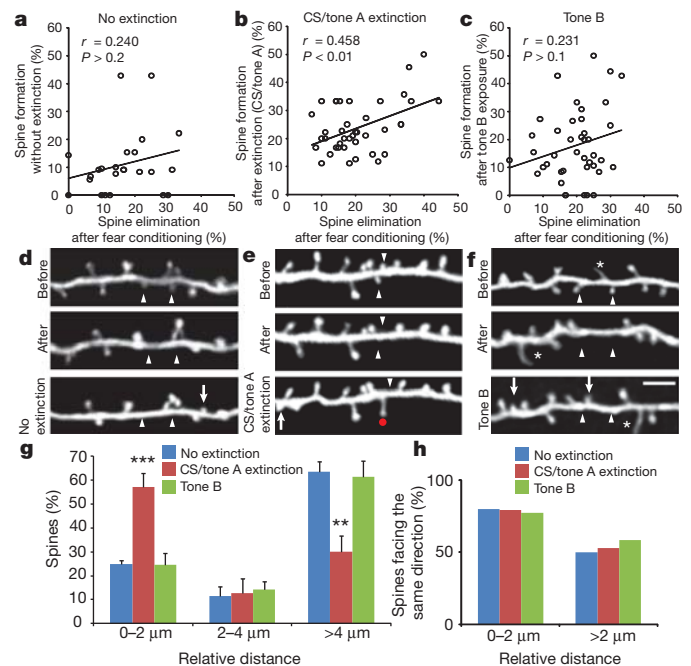 a No extinction
r = 0.240
P > 0.2
Spine formation
without extinction (%)
60
50
40
30
20
10
0
0 10 20 30 40 50
Spine elimination
after fear conditioning (%)
b CS/tone A extinction
r = 0.458
P < 0.01
Spine formation
after extinction (CS/tone A) (%)
60
50
40
30
20
10
0
0 10 20 30 40 50
Spine elimination
after fear conditioning (%)
c Tone B
r = 0.231
P > 0.1
Spine formation
after tone B exposure (%)
60
50
40
30
20
10
0
0 10 20 30 40 50
Spine elimination
after fear conditioning (%)
d
Before
After
No
extinction
e
Before
After
CS/tone A
extinction
f
Before
*
After
*
Tone B
*
g
No extinction
CS/tone A extinction
Tone B
Spines (%)
70
60
50
40
30
20
10
0
***
**
0–2 μm 2–4 μm >4 μm
Relative distance
h
No extinction
CS/tone A extinction
Tone B
Spines facing the
same direction (%)
100
50
0
0–2 μm >2 μm
Relative distance